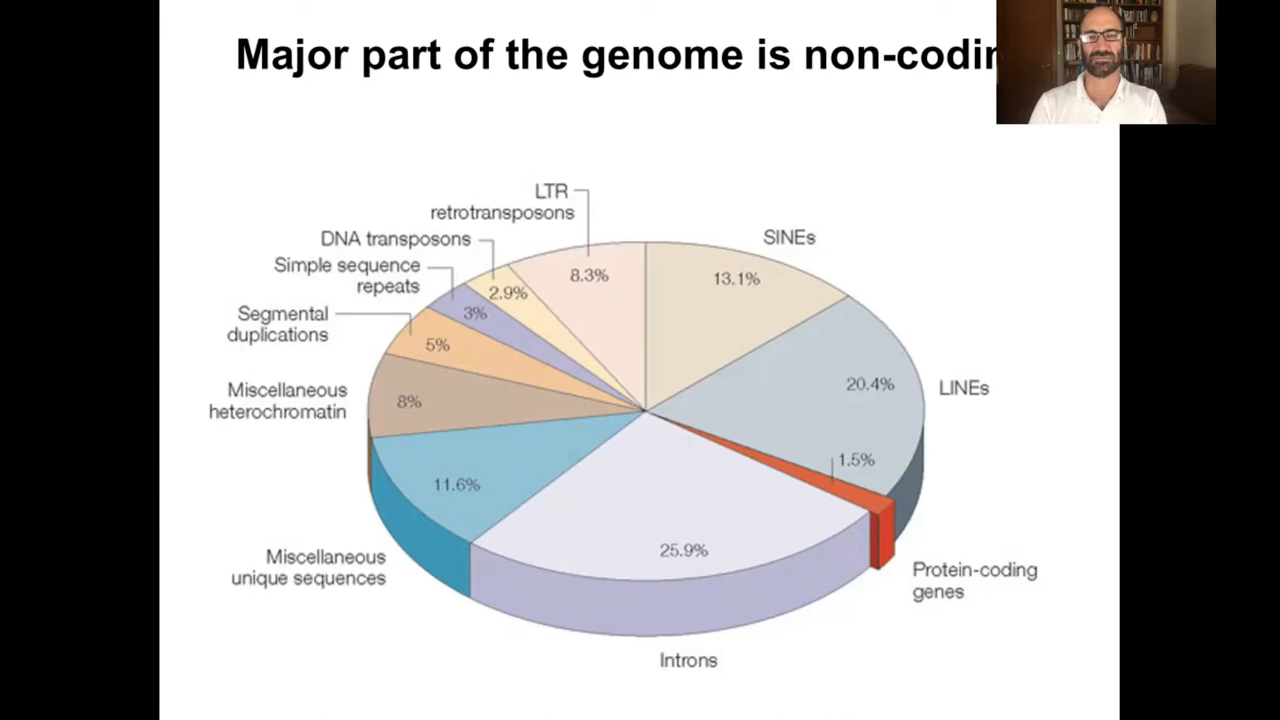 Major part of the genome is non-codin
LTR
retrotransposons
DNA transposons
Simple sequence
repeats
Segmental
duplications
Miscellaneous
heterochromatin
Miscellaneous
unique sequences
SINEs
LINEs
Protein-coding
genes
Introns
8.3%
13.1%
2.9%
3%
5%
20.4%
8%
1.5%
11.6%
25.9%